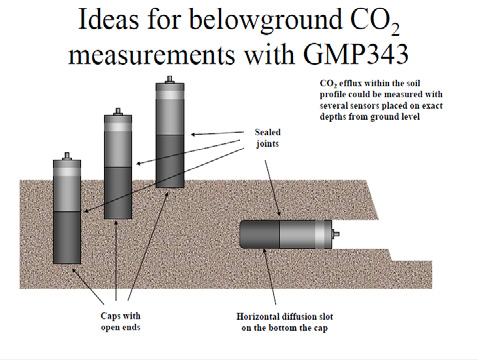 Ideas for belowground CO₂
measurements with GMP343
CO₂ efflux within the soil
profile could be measured with
several sensors placed on exact
depths from ground level
Sealed
joints
Caps with
open ends
Horizontal diffusion slot
on the bottom the cap